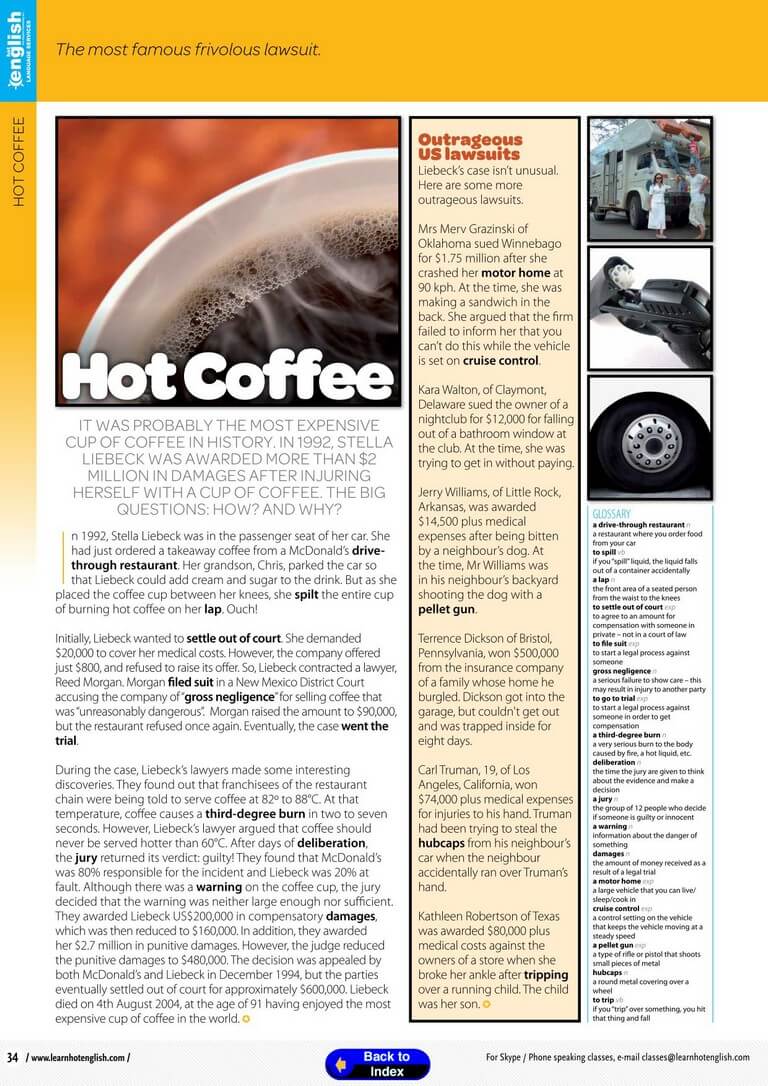 hot
english
LANGUAGE SERVICES
The most famous frivolous lawsuit.
HOT COFFEE
Hot Coffee
IT WAS PROBABLY THE MOST EXPENSIVE
CUP OF COFFEE IN HISTORY. IN 1992, STELLA
LIEBECK WAS AWARDED MORE THAN $2
MILLION IN DAMAGES AFTER INJURING
HERSELF WITH A CUP OF COFFEE. THE BIG
QUESTIONS: HOW? AND WHY?
In 1992, Stella Liebeck was in the passenger seat of her car. She
had just ordered a takeaway coffee from a McDonald's drive-
through restaurant. Her grandson, Chris, parked the car so
that Liebeck could add cream and sugar to the drink. But as she
placed the coffee cup between her knees, she spilt the entire cup
of burning hot coffee on her lap. Ouch!
Initially, Liebeck wanted to settle out of court. She demanded
$20,000 to cover her medical costs. However, the company offered
just $800, and refused to raise its offer. So, Liebeck contracted a lawyer,
Reed Morgan. Morgan filed suit in a New Mexico District Court
accusing the company of "gross negligence" for selling coffee that
was "unreasonably dangerous". Morgan raised the amount to $90,000,
but the restaurant refused once again. Eventually, the case went the
trial.
During the case, Liebeck's lawyers made some interesting
discoveries. They found out that franchisees of the restaurant
chain were being told to serve coffee at 82º to 88°C. At that
temperature, coffee causes a third-degree burn in two to seven
seconds. However, Liebeck's lawyer argued that coffee should
never be served hotter than 60°C. After days of deliberation,
the jury returned its verdict: guilty! They found that McDonald's
was 80% responsible for the incident and Liebeck was 20% at
fault. Although there was a warning on the coffee cup, the jury
decided that the warning was neither large enough nor sufficient.
They awarded Liebeck US$200,000 in compensatory damages,
which was then reduced to $160,000. In addition, they awarded
her $2.7 million in punitive damages. However, the judge reduced
the punitive damages to $480,000. The decision was appealed by
both McDonald's and Liebeck in December 1994, but the parties
eventually settled out of court for approximately $600,000. Liebeck
died on 4th August 2004, at the age of 91 having enjoyed the most
expensive cup of coffee in the world.
Outrageous
US lawsuits
Liebeck's case isn't unusual.
Here are some more
outrageous lawsuits.
Mrs Merv Grazinski of
Oklahoma sued Winnebago
for $1.75 million after she
crashed her motor home at
90 kph. At the time, she was
making a sandwich in the
back. She argued that the firm
failed to inform her that you
can't do this while the vehicle
is set on cruise control.
Kara Walton, of Claymont,
Delaware sued the owner of a
nightclub for $12,000 for falling
out of a bathroom window at
the club. At the time, she was
trying to get in without paying.
Jerry Williams, of Little Rock,
Arkansas, was awarded
$14,500 plus medical
expenses after being bitten
by a neighbour's dog. At
the time, Mr Williams was
in his neighbour's backyard
shooting the dog with a
pellet gun.
Terrence Dickson of Bristol,
Pennsylvania, won $500,000
from the insurance company
of a family whose home he
burgled. Dickson got into the
garage, but couldn't get out
and was trapped inside for
eight days.
Carl Truman, 19, of Los
Angeles, California, won
$74,000 plus medical expenses
for injuries to his hand. Truman
had been trying to steal the
hubcaps from his neighbour's
car when the neighbour
accidentally ran over Truman's
hand.
Kathleen Robertson of Texas
was awarded $80,000 plus
medical costs against the
owners of a store when she
broke her ankle after tripping
over a running child. The child
was her son.
GLOSSARY
a drive-through restaurant n
a restaurant where you order food
from your car
to spill vb
if you "spill" liquid, the liquid falls
out of a container accidentally
a lap n
the front area of a seated person
from the waist to the knees
to settle out of court exp
to agree to an amount for
compensation with someone in
private – not in a court of law
to file suit exp
to start a legal process against
someone
gross negligence n
a serious failure to show care – this
may result in injury to another party
to go to trial exp
to start a legal process against
someone in order to get
compensation
a third-degree burn n
a very serious burn to the body
caused by fire, a hot liquid, etc.
deliberation n
the time the jury are given to think
about the evidence and make a
decision
a jury n
the group of 12 people who decide
if someone is guilty or innocent
a warning n
information about the danger of
something
damages n
the amount of money received as a
result of a legal trial
a motor home exp
a large vehicle that you can live/
sleep/cook in
cruise control exp
a control setting on the vehicle
that keeps the vehicle moving at a
steady speed
a pellet gun exp
a type of rifle or pistol that shoots
small pieces of metal
hubcaps n
a round metal covering over a
wheel
to trip vb
if you "trip" over something, you hit
that thing and fall
34 / www.learnhotenglish.com /
Back to
Index
For Skype / Phone speaking classes, e-mail classes@learnhotenglish.com